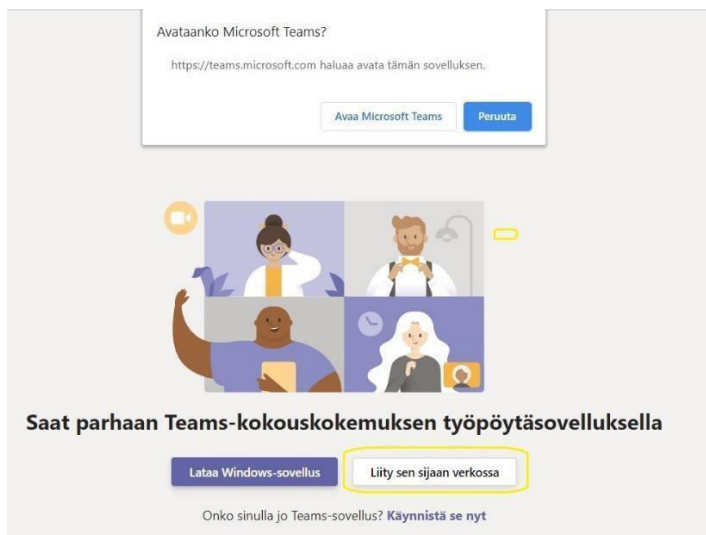 Avataanko Microsoft Teams?
https://teams.microsoft.com haluaa avata tämän sovelluksen.
Avaa Microsoft Teams
Peruuta
Saat parhaan Teams-kokouskokemuksen työpöytäsovelluksella
Lataa Windows-sovellus
Liity sen sijaan verkossa
Onko sinulla jo Teams-sovellus? Käynnistä se nyt